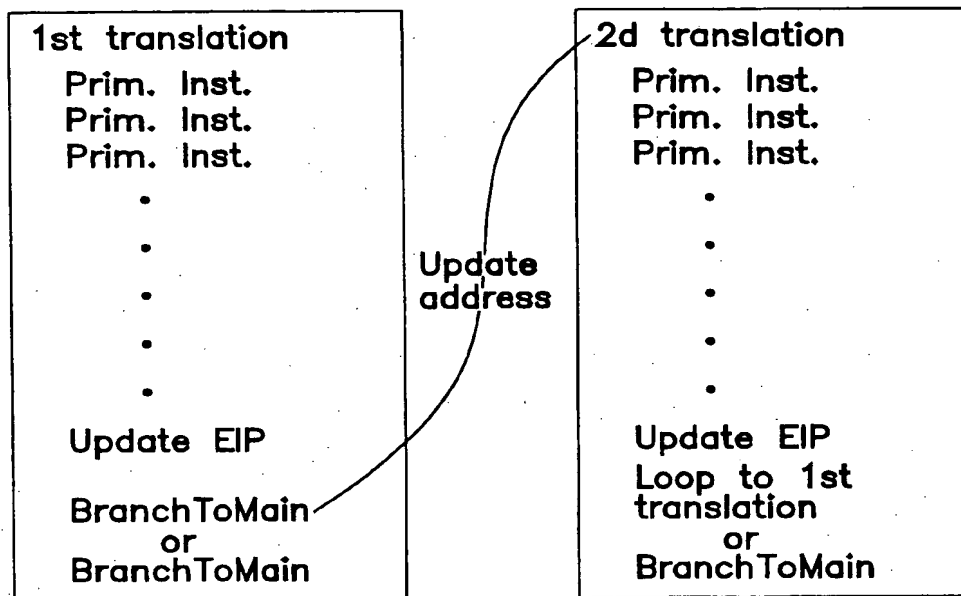 1st translation
Prim. Inst.
Prim. Inst.
Prim. Inst.
Update EIP
BranchToMain
or
BranchToMain
Update
address
2d translation
Prim. Inst.
Prim. Inst.
Prim. Inst.
Update EIP
Loop to 1st
translation
or
BranchToMain